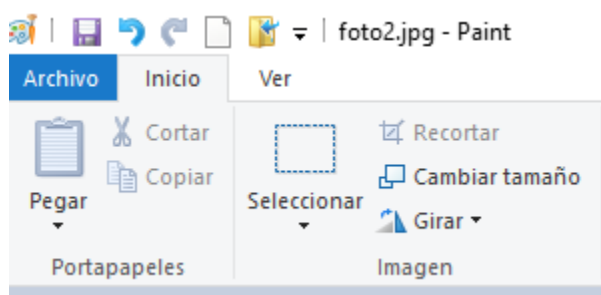 foto2.jpg - Paint
Archivo Inicio Ver
Pegar
Cortar
Copiar
Portapapeles
Seleccionar
Recortar
Cambiar tamaño
Girar
Imagen